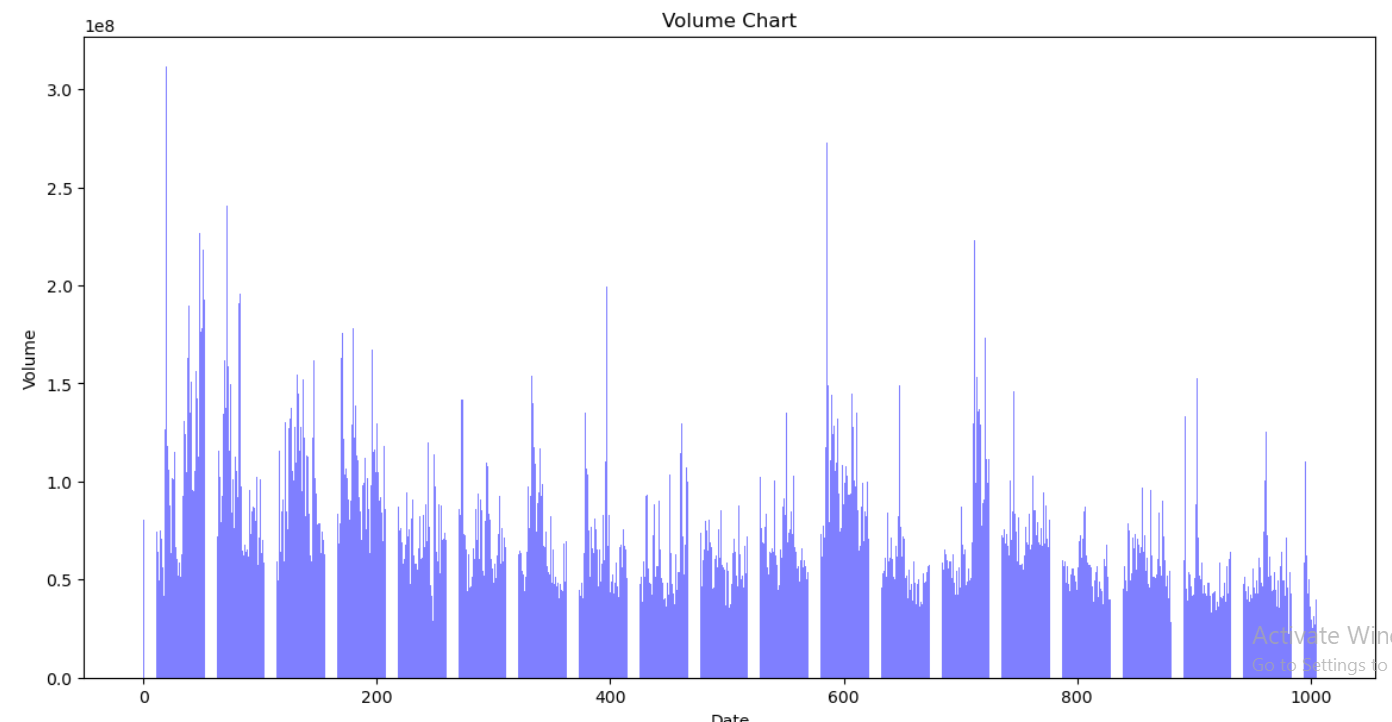 Volume Chart
1e8
3.0
2.5
2.0
1.5
1.0
0.5
0.0
Volume
0 200 400 600 800 1000
Date
Activate Win
Go to Settings to